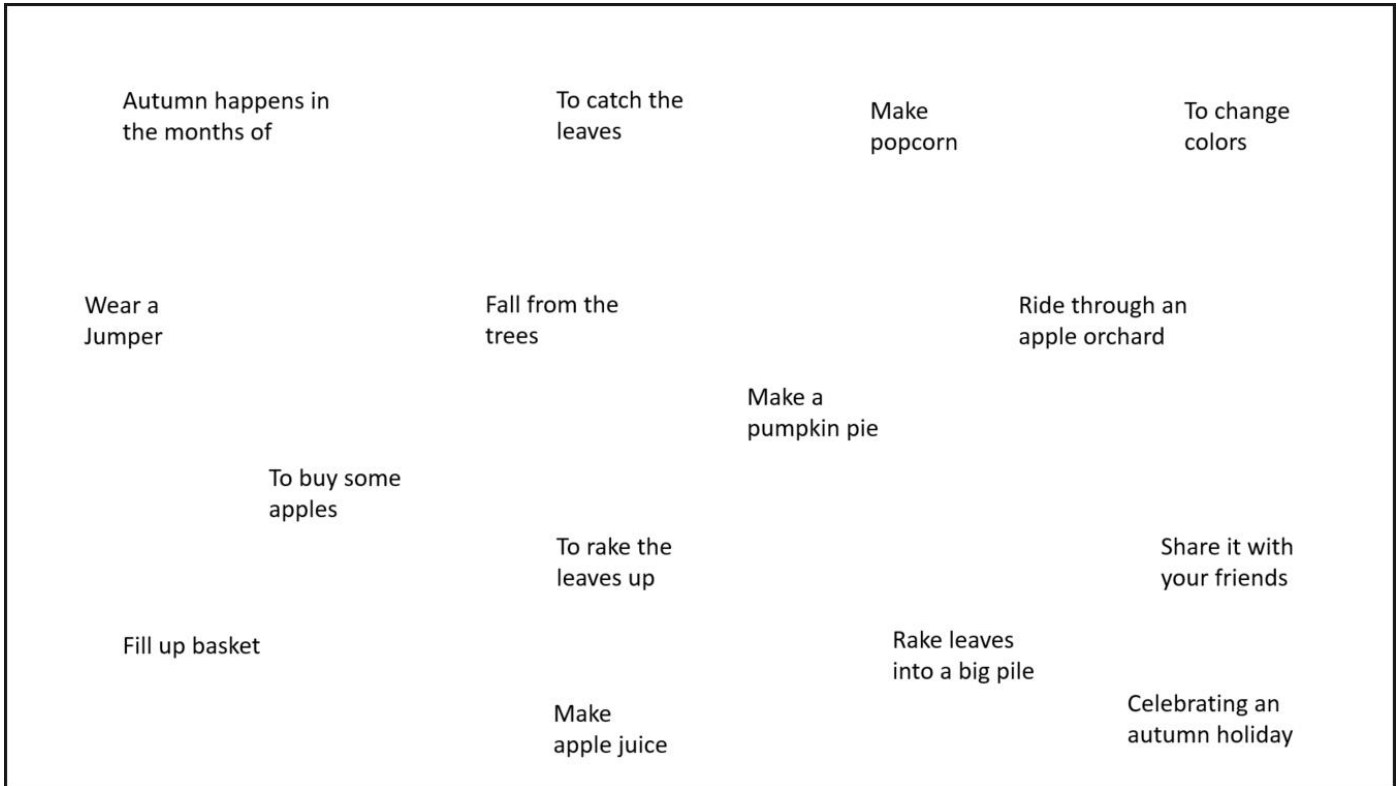 Autumn happens in
the months of
To catch the
leaves
Make
popcorn
To change
colors
Wear a
Jumper
Fall from the
trees
Ride through an
apple orchard
Make a
pumpkin pie
To buy some
apples
To rake the
leaves up
Share it with
your friends
Fill up basket
Rake leaves
into a big pile
Make
apple juice
Celebrating an
autumn holiday